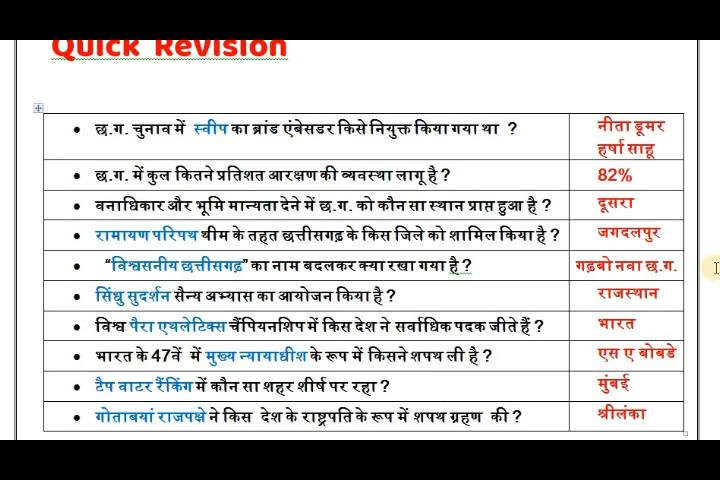 Quick Revision
छ.ग. चुनाव में स्वीप का ब्रांड एंबेसडर किसे नियुक्त किया गया था ? नीता डूमर
हर्षा साहू
छ.ग. में कुल कितने प्रतिशत आरक्षण की व्यवस्था लागू है ? 82%
वनाधिकार और भूमि मान्यता देने में छ.ग. को कौन सा स्थान प्राप्त हुआ है ? दूसरा
रामायण परिपथ थीम के तहत छत्तीसगढ़ के किस जिले को शामिल किया है ? जगदलपुर
“विश्वसनीय छत्तीसगढ़” का नाम बदलकर क्या रखा गया है ? गढ़बो नवा छ.ग.
सिंधु सुदर्शन सैन्य अभ्यास का आयोजन किया है ? राजस्थान
विश्व पैरा एथलेटिक्स चैंपियनशिप में किस देश ने सर्वाधिक पदक जीते हैं ? भारत
भारत के 47वें में मुख्य न्यायाधीश के रूप में किसने शपथ ली है ? एस ए बोबडे
टैप वाटर रैंकिंग में कौन सा शहर शीर्ष पर रहा ? मुंबई
गोताबयां राजपक्षे ने किस देश के राष्ट्रपति के रूप में शपथ ग्रहण की ? श्रीलंका